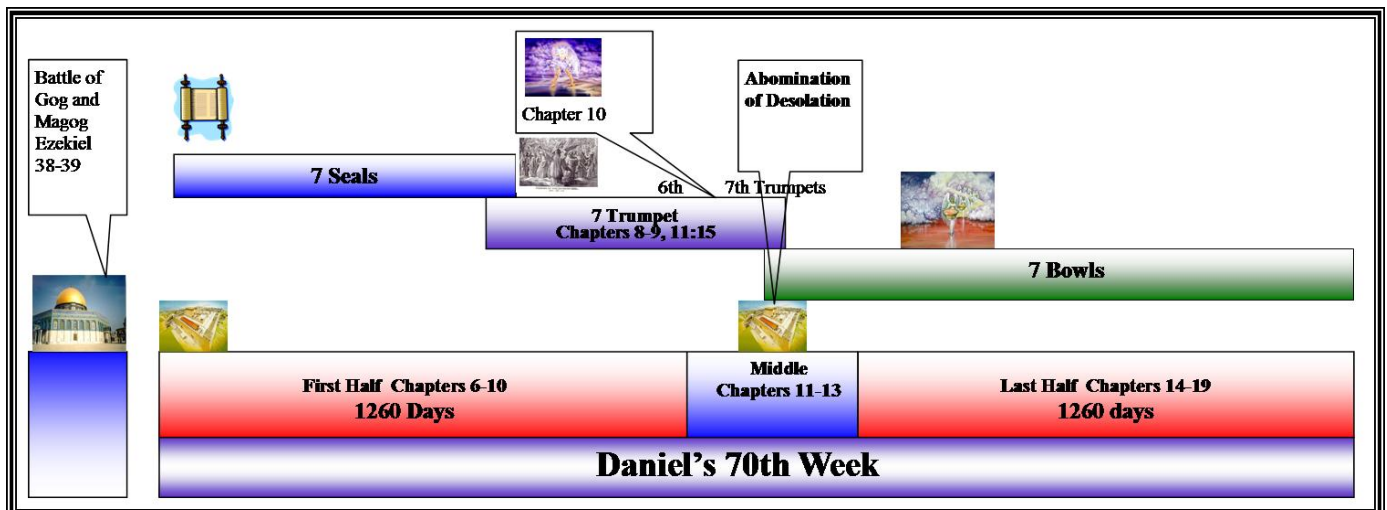 Battle of
Gog and
Magog
Ezekiel
38-39
Chapter 10
Abomination
of Desolation
7 Seals
6th
7th Trumpets
7 Trumpet
Chapters 8-9, 11:15
7 Bowls
First Half Chapters 6-10
1260 Days
Middle
Chapters 11-13
Last Half Chapters 14-19
1260 days
Daniel's 70th Week